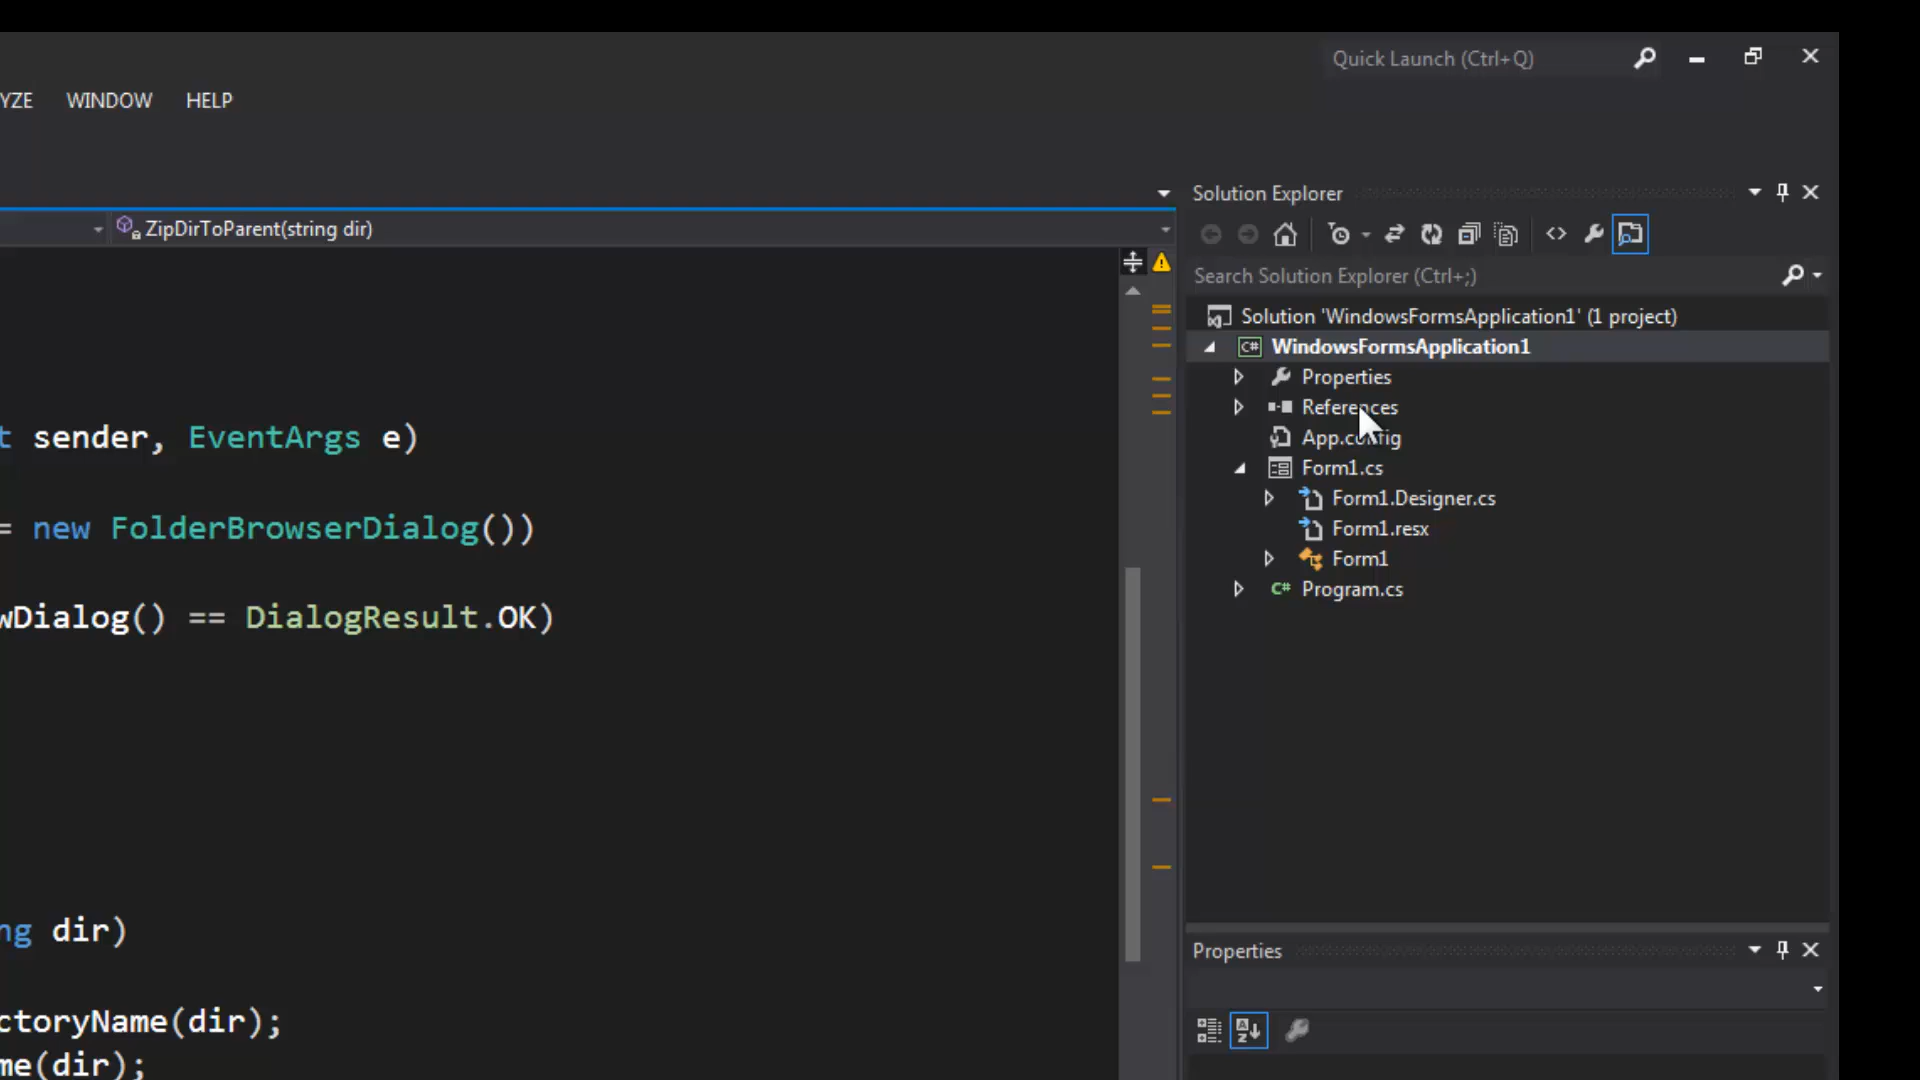 Quick Launch (Ctrl+Q)
YZE WINDOW HELP
Solution Explorer
ZipDirToParent(string dir)
Search Solution Explorer (Ctrl+;)
Solution 'WindowsFormsApplication1' (1 project)
C# WindowsFormsApplication1
Properties
References
App.config
t sender, EventArgs e)
Form1.cs
Form1.Designer.cs
= new FolderBrowserDialog())
Form1.resx
Form1
C# Program.cs
wDialog() == DialogResult.OK)
ng dir)
Properties
ctoryName(dir);
me(dir);